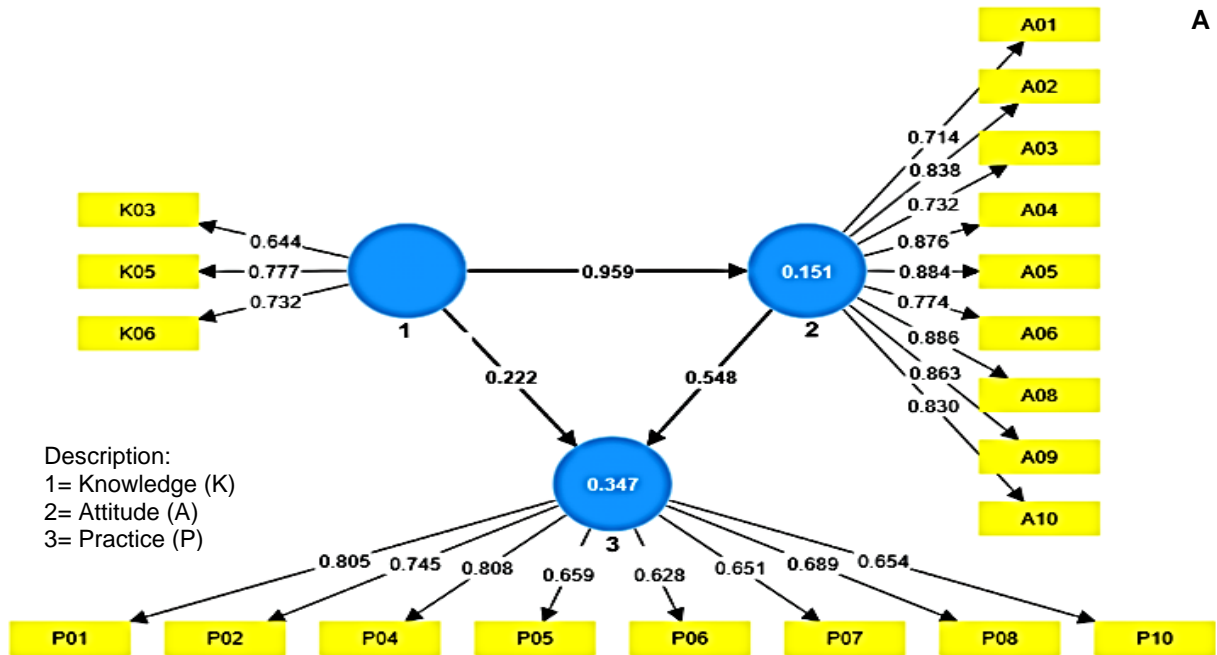 A
A01
A02
A03
A04
A05
A06
A08
A09
A10
0.714
0.838
0.732
0.876
0.884
0.774
0.886
0.863
0.830
K03
K05
K06
0.644
0.777
0.732
0.959
0.151
1
2
0.222
0.548
Description:
1= Knowledge (K)
2= Attitude (A)
3= Practice (P)
0.347
3
0.805
0.745
0.808
0.659
0.628
0.651
0.689
0.654
P01
P02
P04
P05
P06
P07
P08
P10